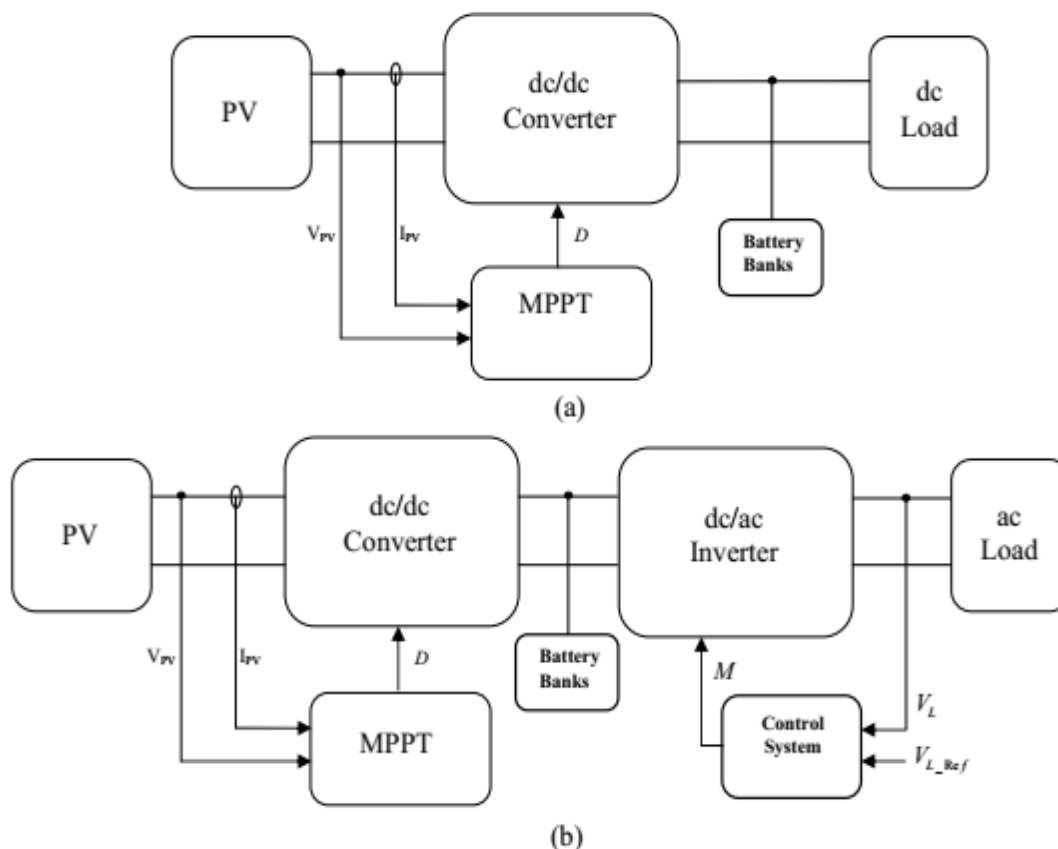 PV
dc/dc
Converter
dc
Load
V_PV
I_PV
D
Battery
Banks
MPPT
(a)
PV
dc/dc
Converter
dc/ac
Inverter
ac
Load
V_PV
I_PV
D
Battery
Banks
M
V_L
MPPT
Control
System
V_L_Ref
(b)